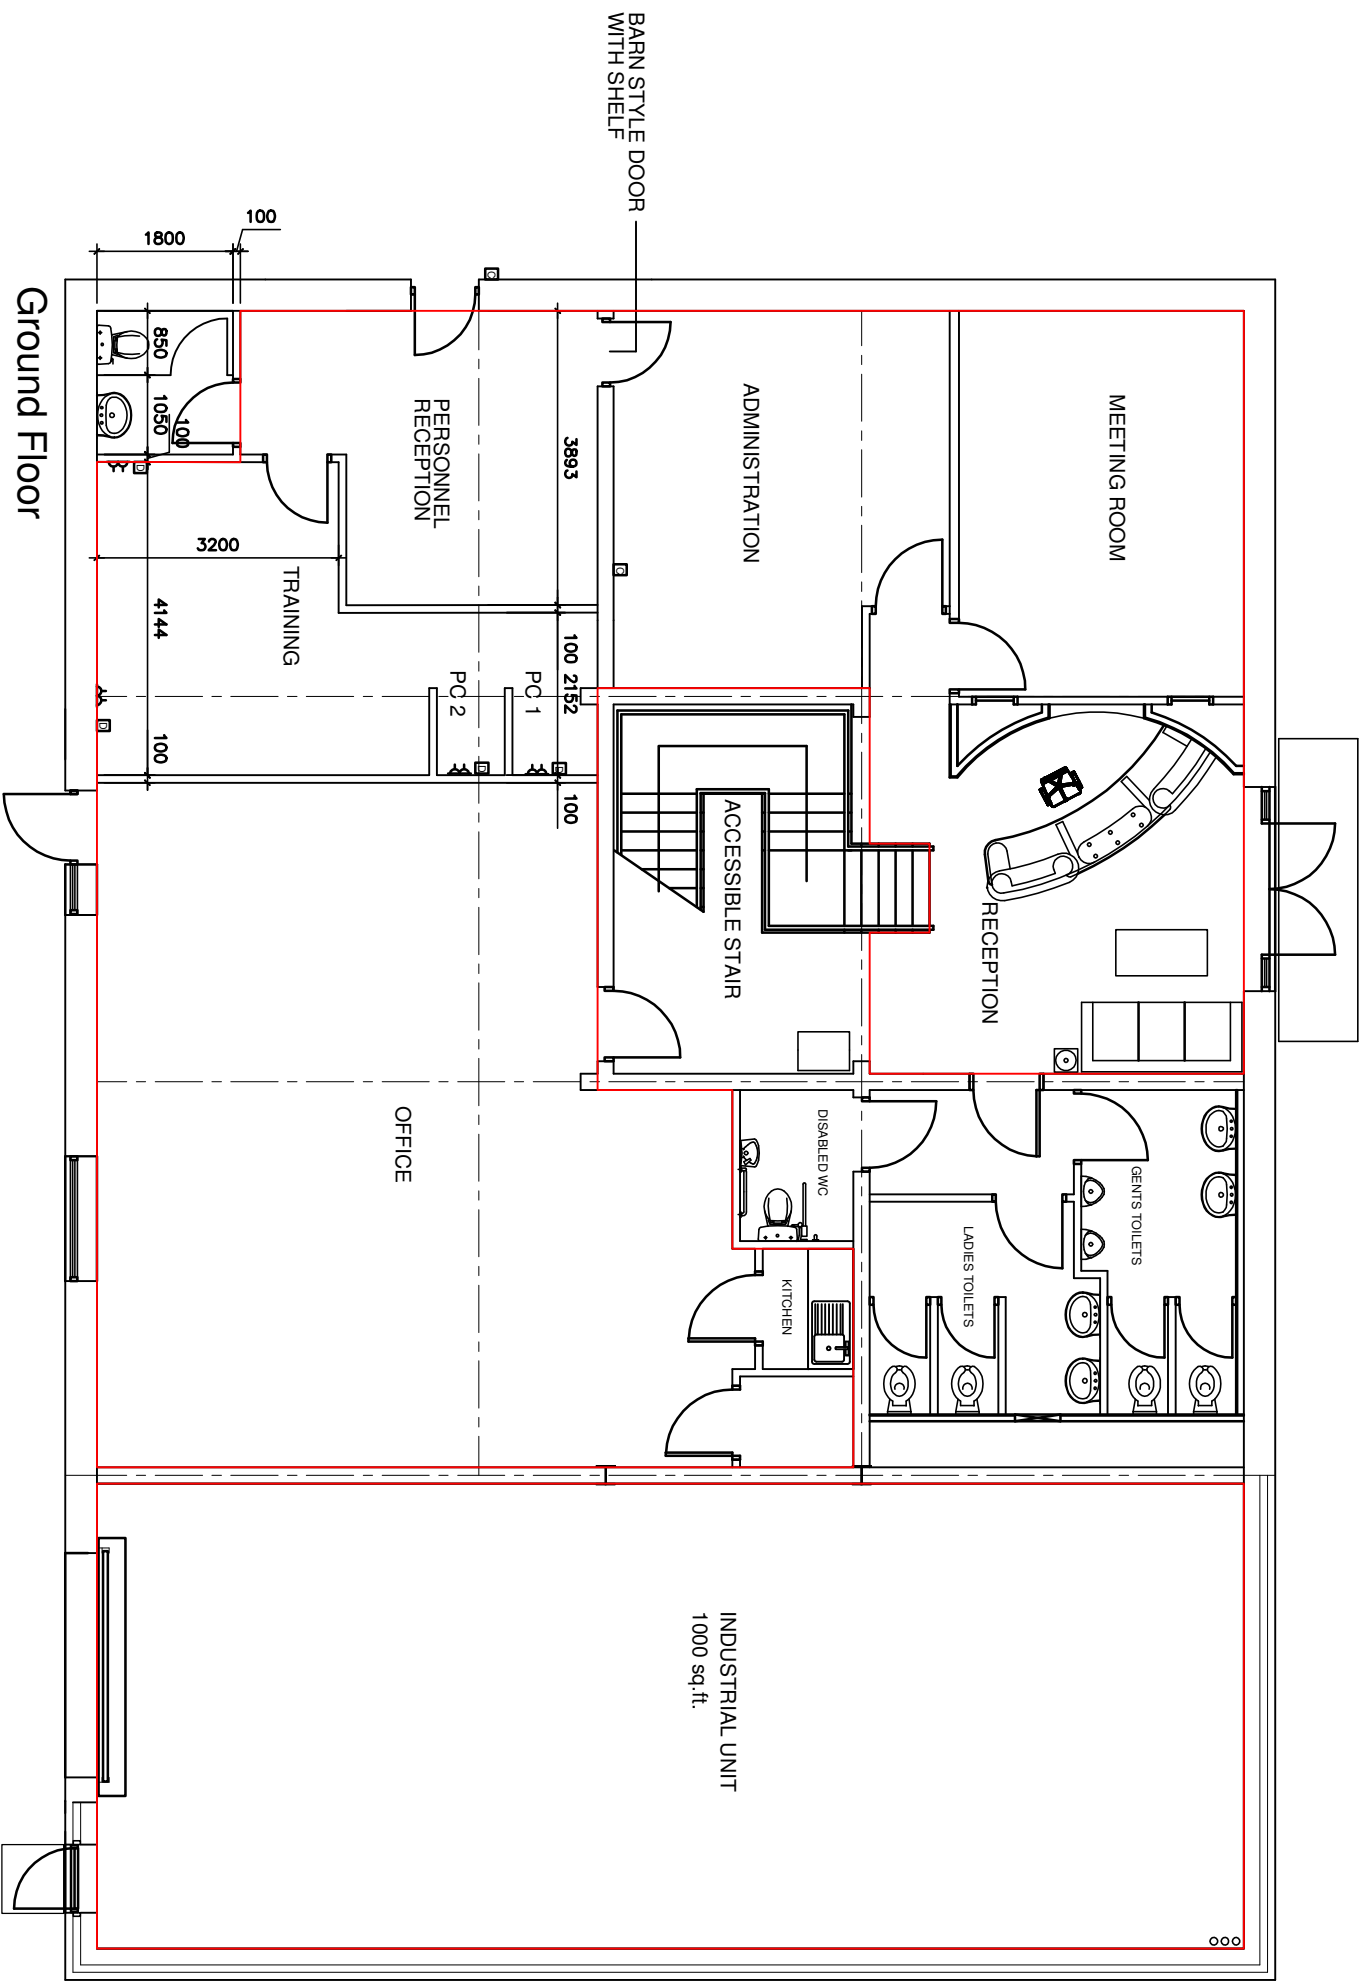 BARN STYLE DOOR
WITH SHELF
MEETING ROOM
ADMINISTRATION
PERSONNEL
RECEPTION
TRAINING
PC 1
PC 2
RECEPTION
ACCESSIBLE STAIR
OFFICE
DISABLED WC
KITCHEN
GENTS TOILETS
LADIES TOILETS
INDUSTRIAL UNIT
1000 sq.ft.
100
1800
850
1050
100
3893
3200
4144
100
2152
100
100
C
C
D
D
D
D
Ground Floor